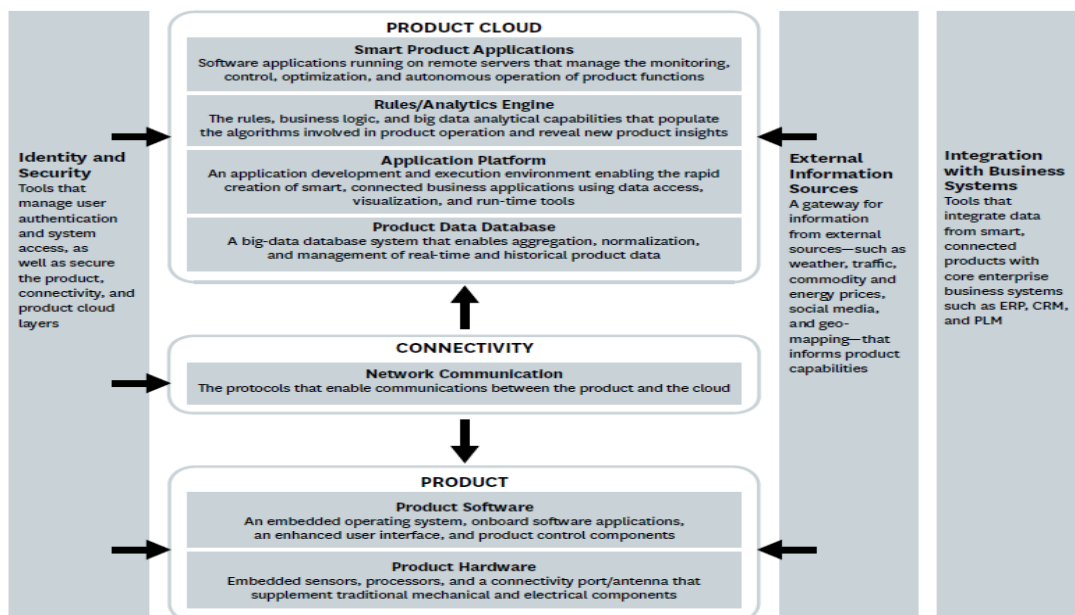 PRODUCT CLOUD
Smart Product Applications
Software applications running on remote servers that manage the monitoring,
control, optimization, and autonomous operation of product functions
Rules/Analytics Engine
The rules, business logic, and big data analytical capabilities that populate
the algorithms involved in product operation and reveal new product insights
Application Platform
An application development and execution environment enabling the rapid
creation of smart, connected business applications using data access,
visualization, and run-time tools
Product Data Database
A big-data database system that enables aggregation, normalization,
and management of real-time and historical product data
CONNECTIVITY
Network Communication
The protocols that enable communications between the product and the cloud
PRODUCT
Product Software
An embedded operating system, onboard software applications,
an enhanced user interface, and product control components
Product Hardware
Embedded sensors, processors, and a connectivity port/antenna that
supplement traditional mechanical and electrical components
Identity and
Security
Tools that
manage user
authentication
and system
access, as
well as secure
the product,
connectivity, and
product cloud
layers
External
Information
Sources
A gateway for
information
from external
sources—such as
weather, traffic,
commodity and
energy prices,
social media,
and geo-
mapping—that
informs product
capabilities
Integration
with Business
Systems
Tools that
integrate data
from smart,
connected
products with
core enterprise
business systems
such as ERP, CRM,
and PLM